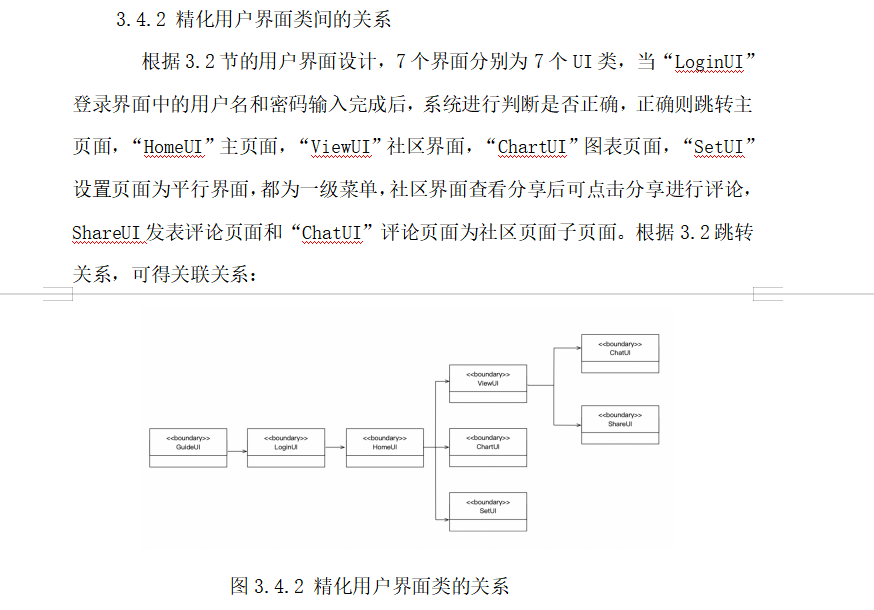 3.4.2 精化用户界面类间的关系
根据 3.2 节的用户界面设计，7 个界面分别为 7 个 UI 类，当“LoginUI”
登录界面中的用户名和密码输入完成后，系统进行判断是否正确，正确则跳转主
页面，“HomeUI”主页面，“ViewUI”社区界面，“ChartUI”图表页面，“SetUI”
设置页面为平行界面，都为一级菜单，社区界面查看分享后可点击分享进行评论，
ShareUI 发表评论页面和“ChatUI”评论页面为社区页面子页面。根据 3.2 跳转
关系，可得关联关系：
<<boundary>>
GuideUI
<<boundary>>
LoginUI
<<boundary>>
HomeUI
<<boundary>>
ViewUI
<<boundary>>
ChartUI
<<boundary>>
SetUI
<<boundary>>
ChatUI
<<boundary>>
ShareUI
图 3.4.2 精化用户界面类的关系